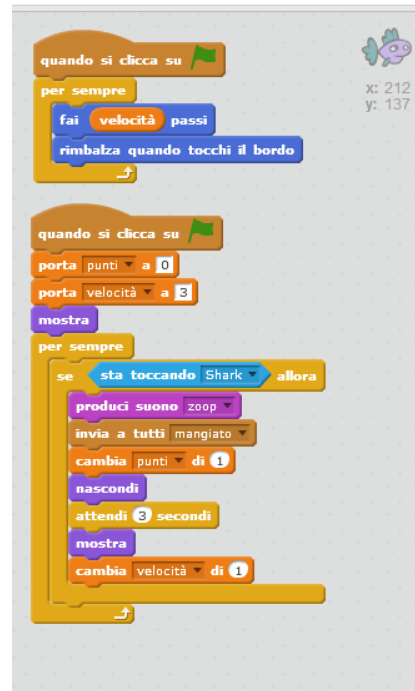 quando si clicca su
x: 212
y: 137
per sempre
fai velocità passi
rimbalza quando tocchi il bordo
quando si clicca su
porta punti a 0
porta velocità a 3
mostra
per sempre
se sta toccando Shark allora
produci suono zoop
invia a tutti mangiato
cambia punti di 1
nascondi
attendi 3 secondi
mostra
cambia velocità di 1